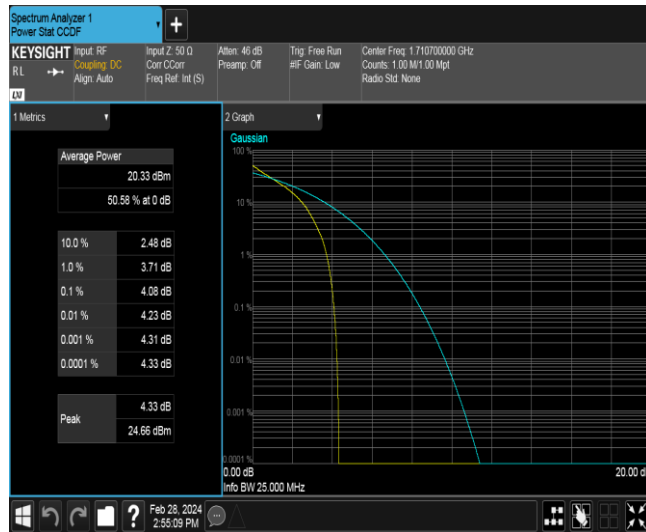 Spectrum Analyzer 1
Power Stat CCDF
+
KEYSIGHT
RL
LXI
Input: RF
Coupling: DC
Align: Auto
Input Z: 50 Ω
Corr CCorr
Freq Ref: Int (S)
Atten: 46 dB
Preamp: Off
Trig: Free Run
#IF Gain: Low
Center Freq: 1.710700000 GHz
Counts: 1.00 M/1.00 Mpt
Radio Std: None
1 Metrics
Average Power
20.33 dBm
50.58 % at 0 dB
10.0 % 2.48 dB
1.0 % 3.71 dB
0.1 % 4.08 dB
0.01 % 4.23 dB
0.001 % 4.31 dB
0.0001 % 4.33 dB
Peak
4.33 dB
24.66 dBm
2 Graph
Gaussian
100 %
10 %
1 %
0.1 %
0.01 %
0.001 %
0.0001 %
0.00 dB
20.00 d
Info BW 25.000 MHz
?
Feb 28, 2024
2:55:09 PM